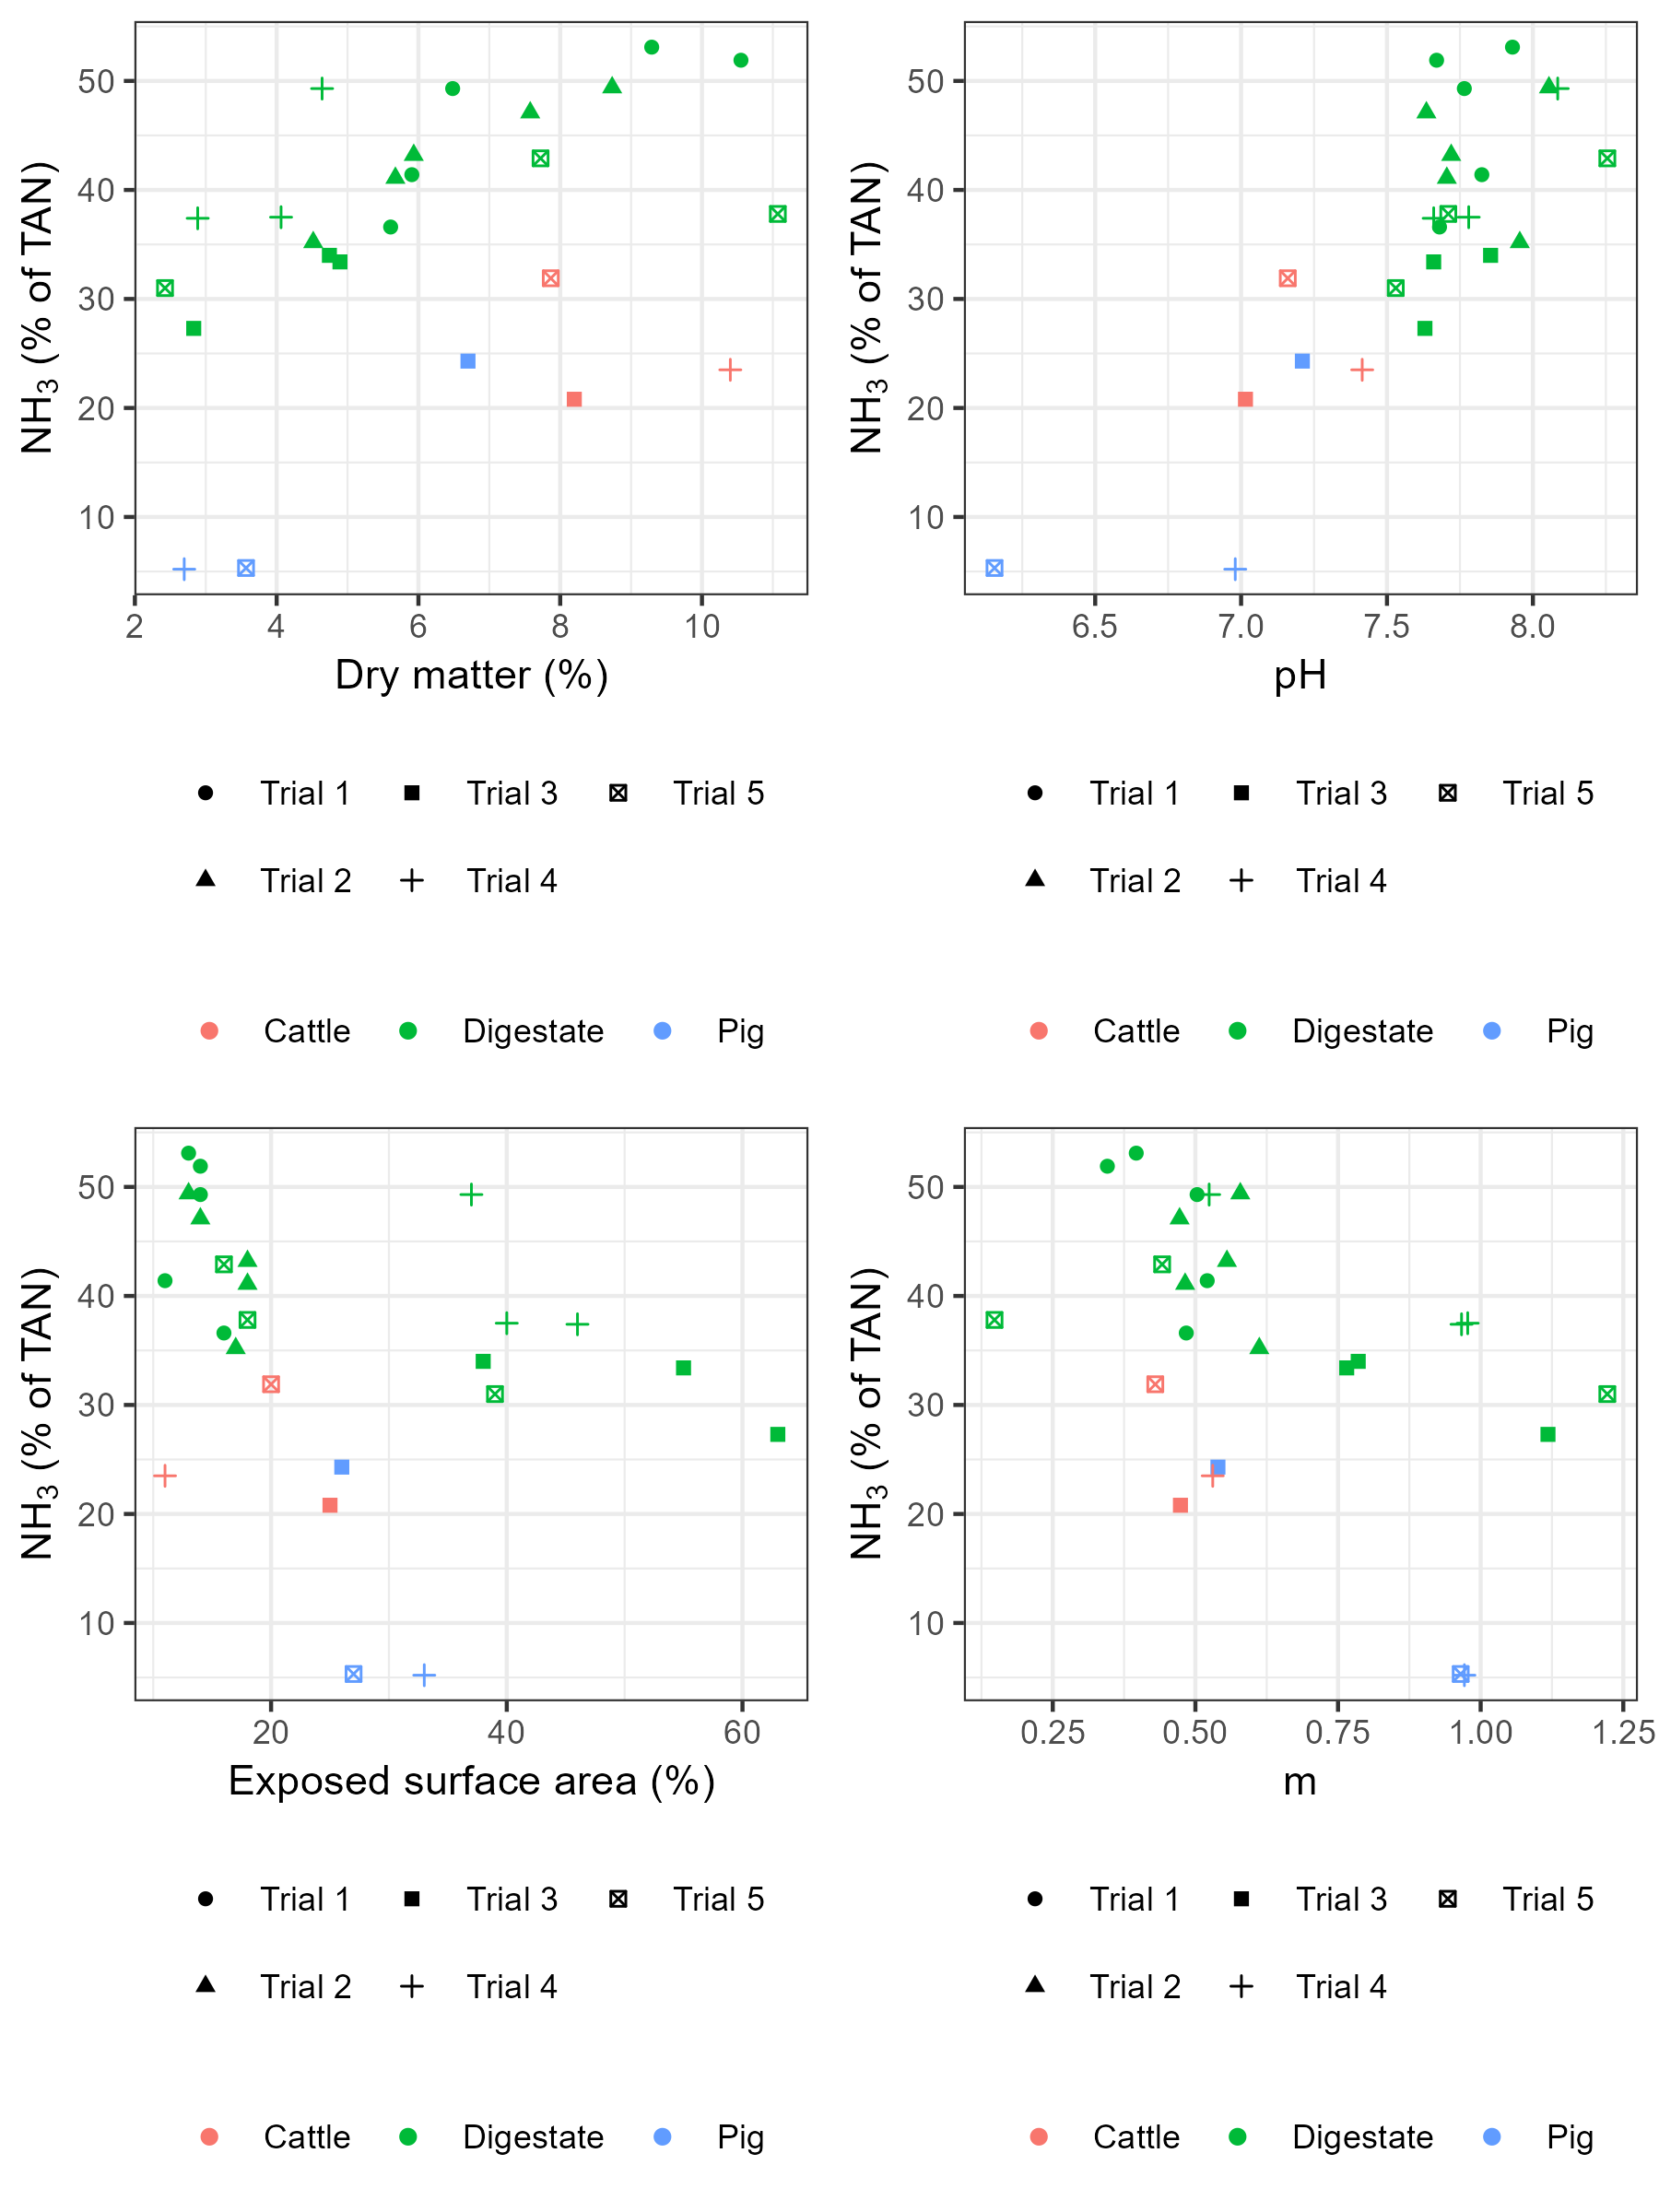 NH3 (% of TAN)
50
40
30
20
10
2 4 6 8 10
Dry matter (%)
Trial 1 Trial 3 Trial 5
Trial 2 Trial 4
Cattle Digestate Pig
NH3 (% of TAN)
50
40
30
20
10
6.5 7.0 7.5 8.0
pH
Trial 1 Trial 3 Trial 5
Trial 2 Trial 4
Cattle Digestate Pig
NH3 (% of TAN)
50
40
30
20
10
20 40 60
Exposed surface area (%)
Trial 1 Trial 3 Trial 5
Trial 2 Trial 4
Cattle Digestate Pig
NH3 (% of TAN)
50
40
30
20
10
0.25 0.50 0.75 1.00 1.25
m
Trial 1 Trial 3 Trial 5
Trial 2 Trial 4
Cattle Digestate Pig